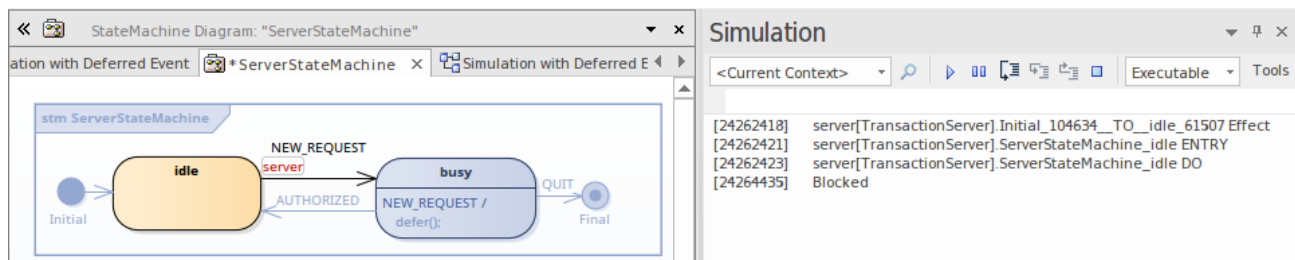 StateMachine Diagram: "ServerStateMachine"
ation with Deferred Event
*ServerStateMachine
Simulation with Deferred E
stm ServerStateMachine
Initial
idle
NEW_REQUEST
server
AUTHORIZED
busy
NEW_REQUEST /
defer();
QUIT
Final
Simulation
<Current Context>
Executable
Tools
[24262418] server[TransactionServer].Initial_104634__TO__idle_61507 Effect
[24262421] server[TransactionServer].ServerStateMachine_idle ENTRY
[24262423] server[TransactionServer].ServerStateMachine_idle DO
[24264435] Blocked